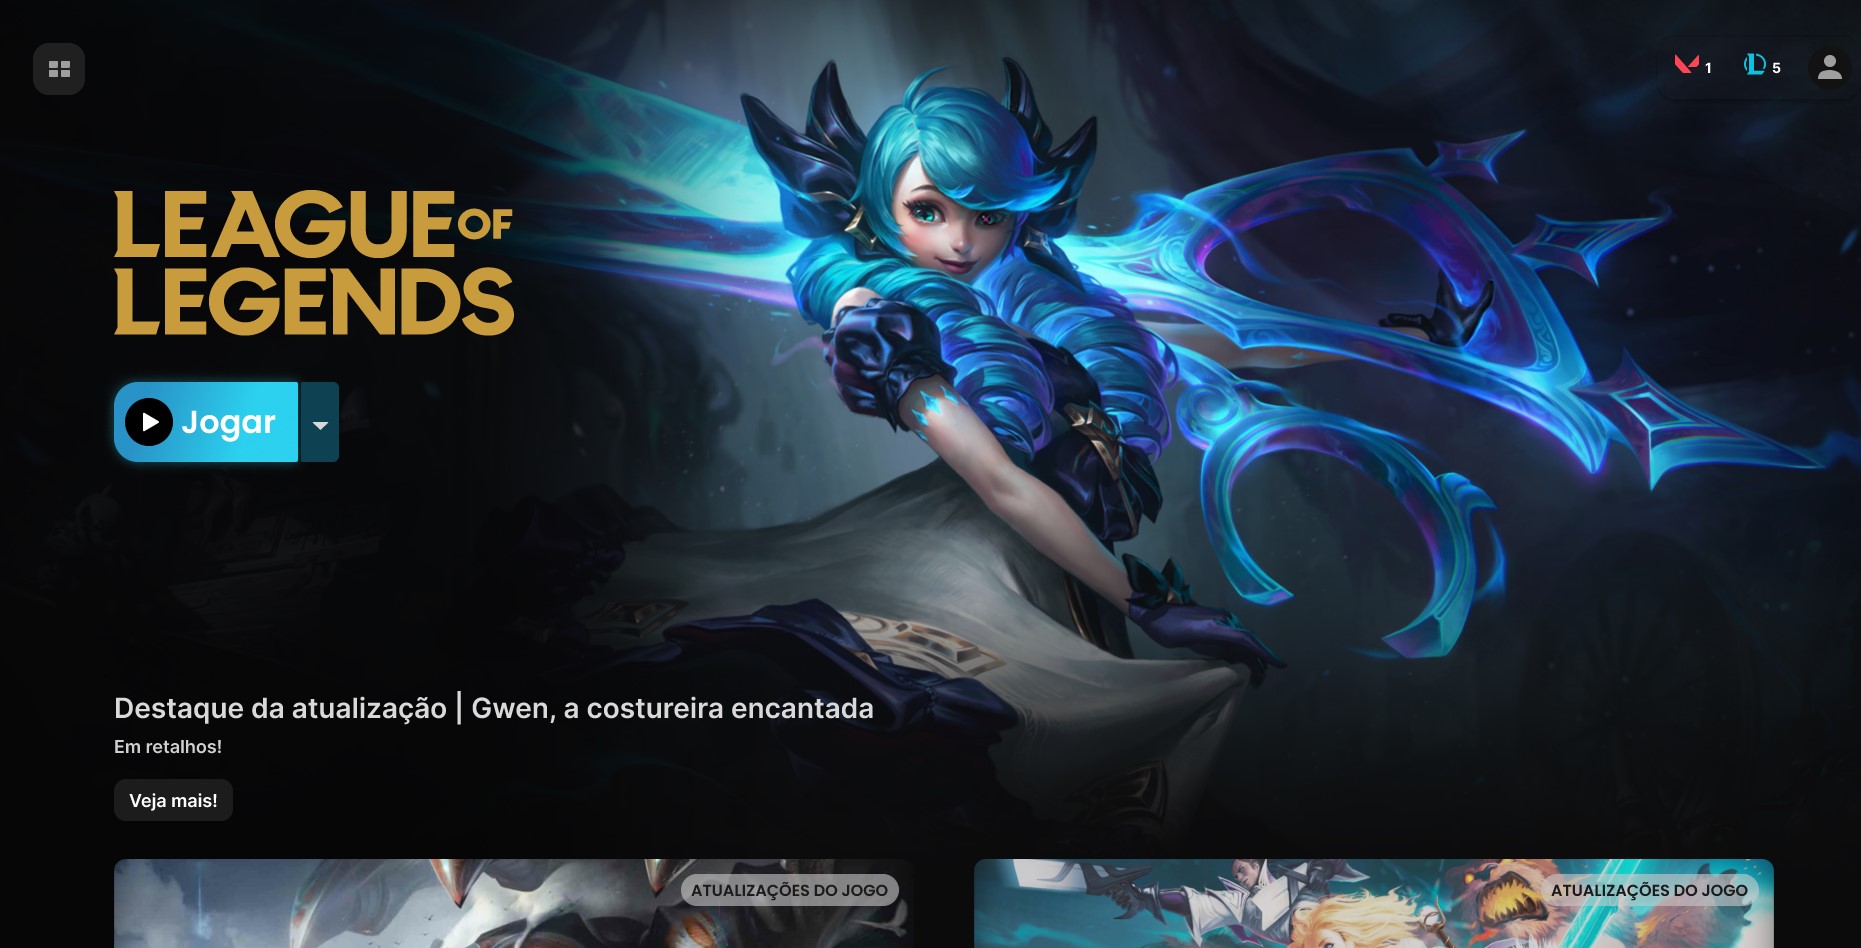 1
5
LEAGUE OF
LEGENDS
Jogar
Destaque da atualização | Gwen, a costureira encantada
Em retalhos!
Veja mais!
ATUALIZAÇÕES DO JOGO
ATUALIZAÇÕES DO JOGO